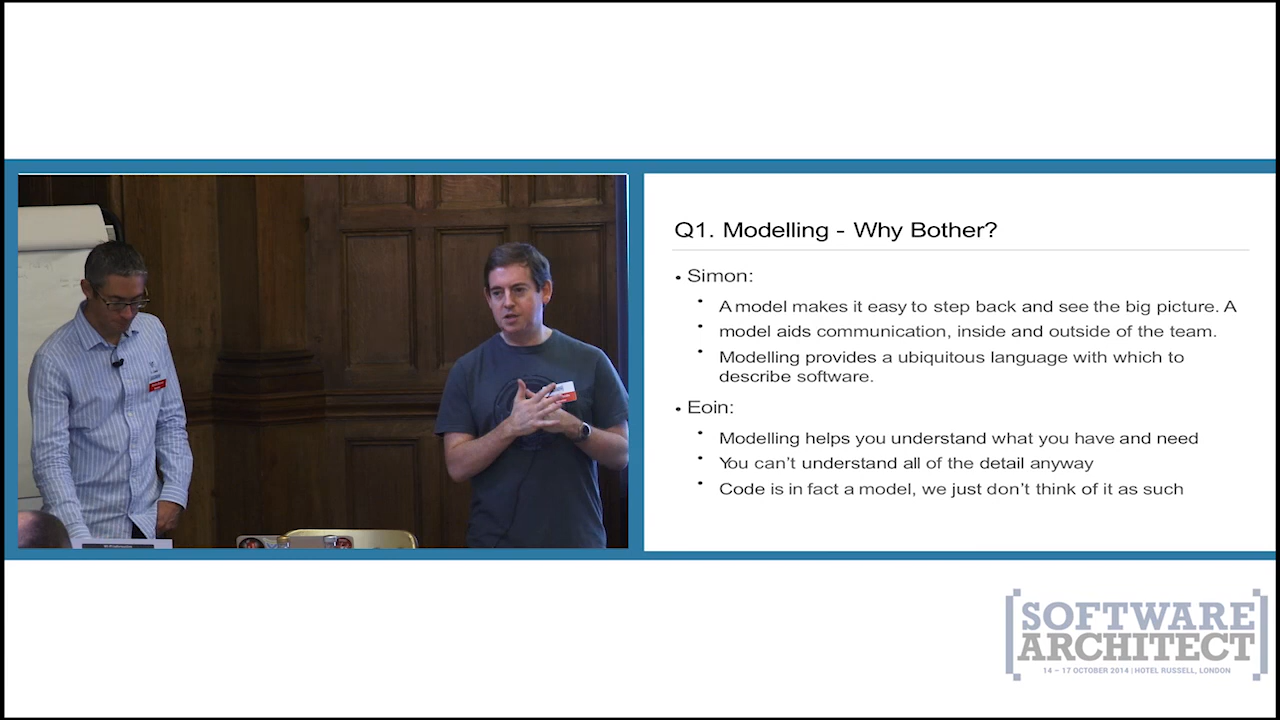 Q1. Modelling - Why Bother?
• Simon:
• A model makes it easy to step back and see the big picture. A
• model aids communication, inside and outside of the team.
• Modelling provides a ubiquitous language with which to
describe software.
• Eoin:
• Modelling helps you understand what you have and need
• You can’t understand all of the detail anyway
• Code is in fact a model, we just don’t think of it as such
[SOFTWARE
ARCHITECT]
14 – 17 OCTOBER 2014 | HOTEL RUSSELL, LONDON